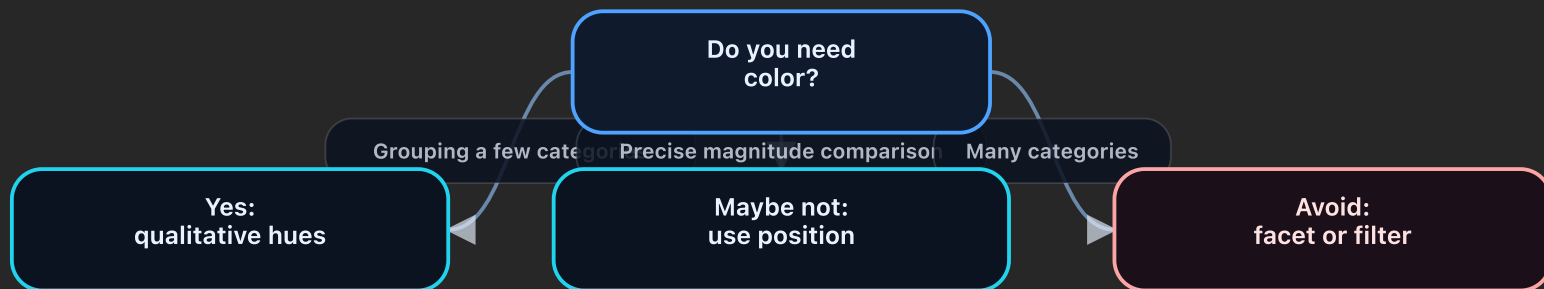 Do you need
color?
Grouping a few categories
Precise magnitude comparison
Many categories
Yes:
qualitative hues
Maybe not:
use position
Avoid:
facet or filter